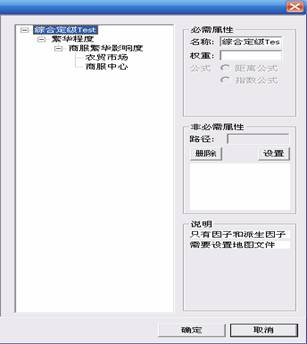 綜合定级Test
繁华程度
商服繁华影响度
农贸市场
商服中心
必需属性
名称: 綜合定级Tes
权重:
公式 距离公式
指数公式
非必需属性
路径:
删除 设置
说明
只有因子和派生因子
需要设置地图文件
确定 取消